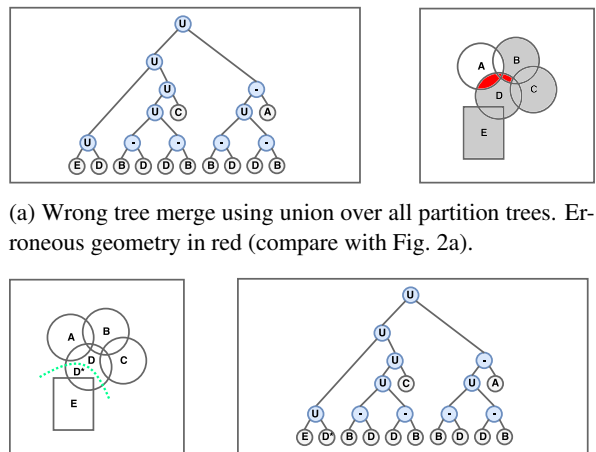 U
U
U -
U C U A
U - - - -
E D B D D B B D D B
A B
D C
E
(a) Wrong tree merge using union over all partition trees. Er-
roneous geometry in red (compare with Fig. 2a).
A B
D C
D*
E
U
U
U -
U C U A
U - - - -
E D* B D D B B D D B